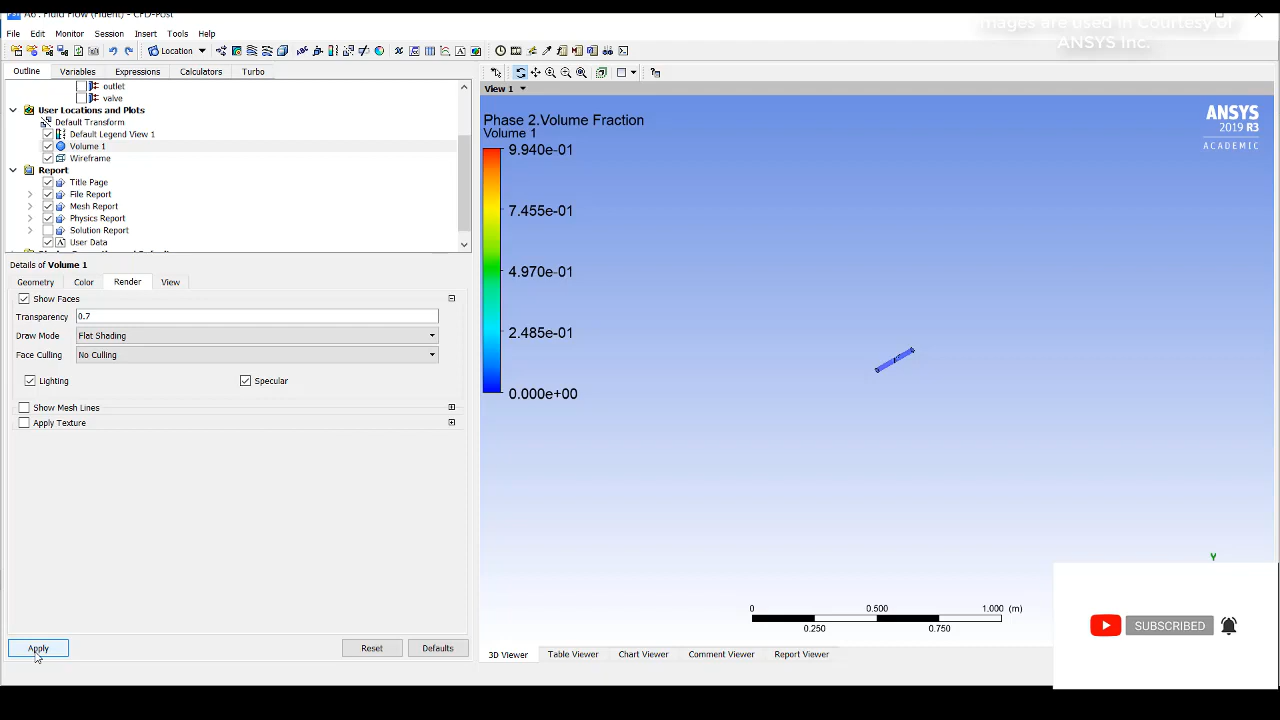 A6 : Fluid Flow (Fluent) - CFD-Post
images are used in Courtesy of
ANSYS Inc.
File Edit Monitor Session Insert Tools Help
Location
Outline Variables Expressions Calculators Turbo
outlet
valve
User Locations and Plots
Default Transform
Default Legend View 1
Volume 1
Wireframe
Report
Title Page
File Report
Mesh Report
Physics Report
Solution Report
User Data
Details of Volume 1
Geometry Color Render View
Show Faces
Transparency 0.7
Draw Mode Flat Shading
Face Culling No Culling
Lighting Specular
Show Mesh Lines
Apply Texture
Apply Reset Defaults
View 1
Phase 2.Volume Fraction
Volume 1
9.940e-01
7.455e-01
4.970e-01
2.485e-01
0.000e+00
ANSYS
2019 R3
ACADEMIC
Y
0 0.500 1.000 (m)
0.250 0.750
SUBSCRIBED
3D Viewer Table Viewer Chart Viewer Comment Viewer Report Viewer